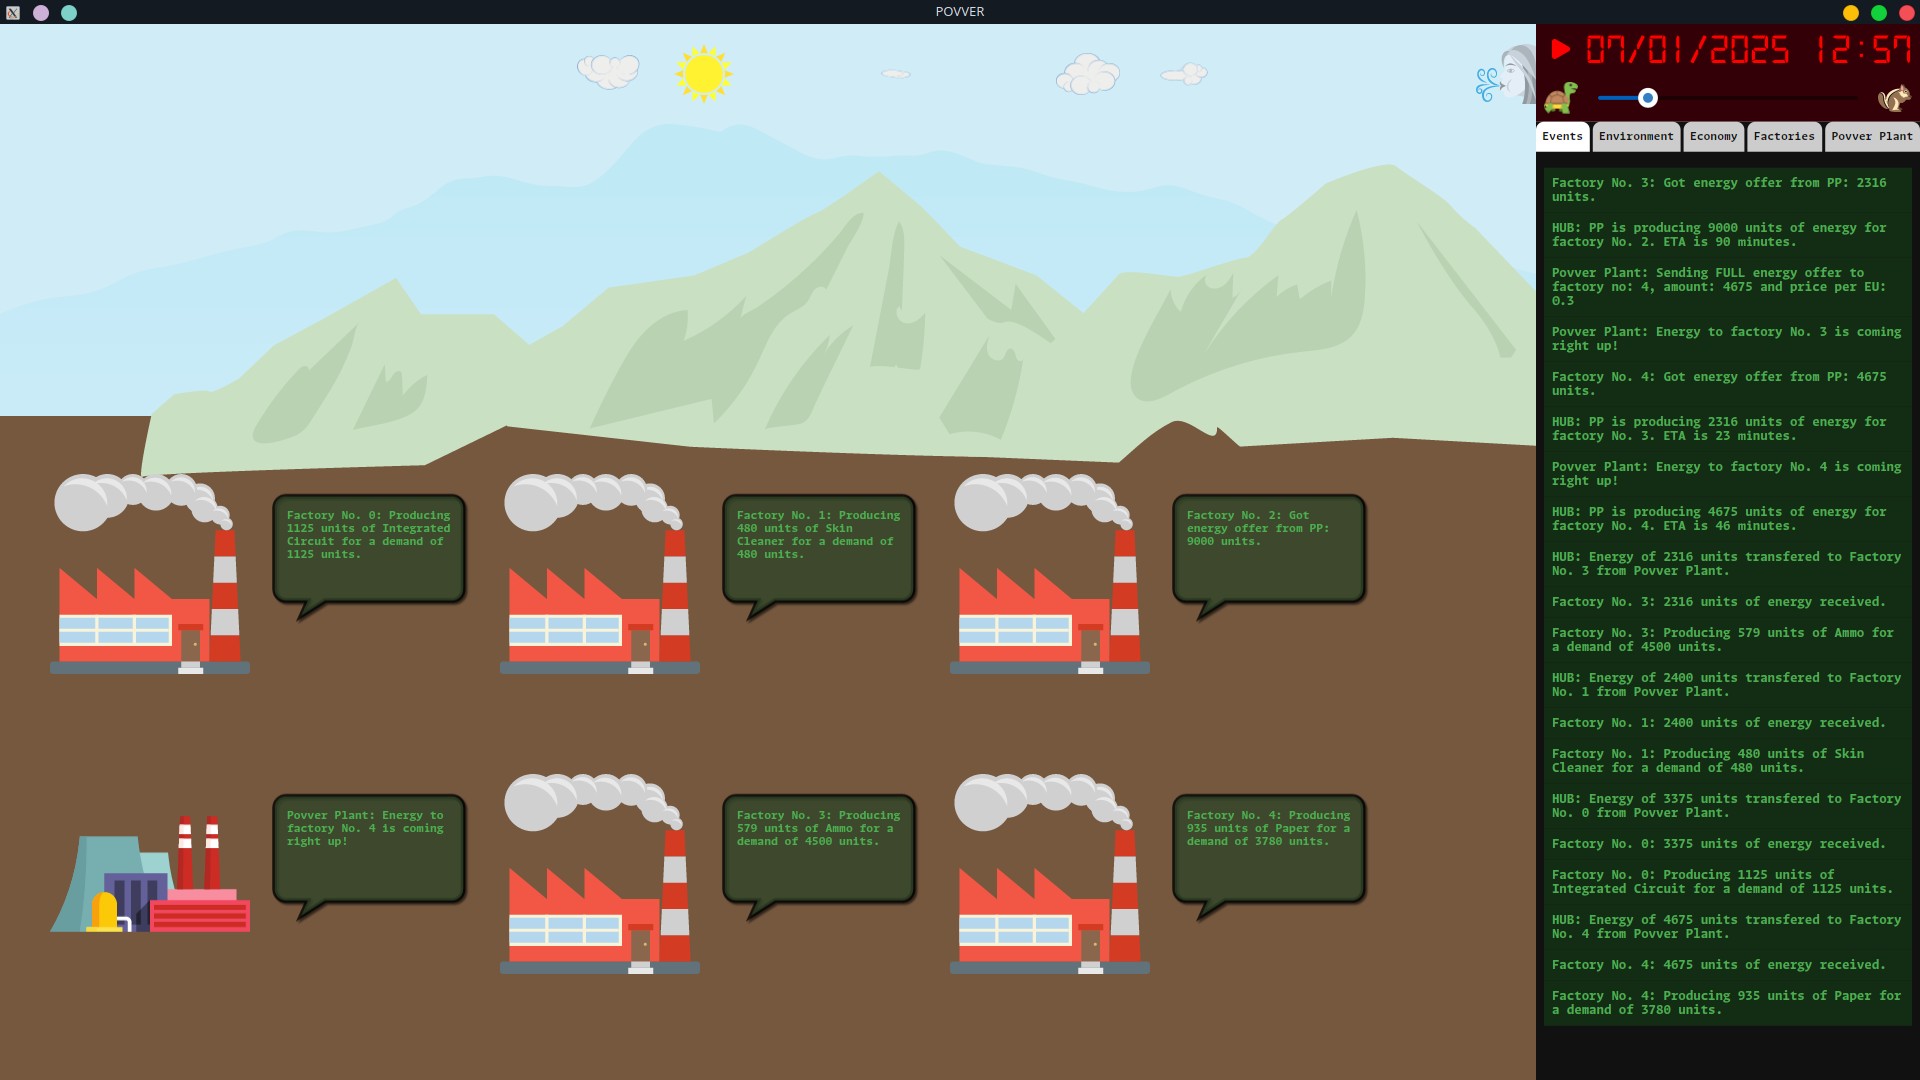 POVVER
07/01/2025 12:57
Events
Environment
Economy
Factories
Povver Plant
Factory No. 3: Got energy offer from PP: 2316
units.
HUB: PP is producing 9000 units of energy for
factory No. 2. ETA is 90 minutes.
Povver Plant: Sending FULL energy offer to
factory no: 4, amount: 4675 and price per EU:
0.3
Povver Plant: Energy to factory No. 3 is coming
right up!
Factory No. 4: Got energy offer from PP: 4675
units.
HUB: PP is producing 2316 units of energy for
factory No. 3. ETA is 23 minutes.
Povver Plant: Energy to factory No. 4 is coming
right up!
HUB: PP is producing 4675 units of energy for
factory No. 4. ETA is 46 minutes.
HUB: Energy of 2316 units transfered to Factory
No. 3 from Povver Plant.
Factory No. 3: 2316 units of energy received.
Factory No. 3: Producing 579 units of Ammo for
a demand of 4500 units.
HUB: Energy of 2400 units transfered to Factory
No. 1 from Povver Plant.
Factory No. 1: 2400 units of energy received.
Factory No. 1: Producing 480 units of Skin
Cleaner for a demand of 480 units.
HUB: Energy of 3375 units transfered to Factory
No. 0 from Povver Plant.
Factory No. 0: 3375 units of energy received.
Factory No. 0: Producing 1125 units of
Integrated Circuit for a demand of 1125 units.
HUB: Energy of 4675 units transfered to Factory
No. 4 from Povver Plant.
Factory No. 4: 4675 units of energy received.
Factory No. 4: Producing 935 units of Paper for
a demand of 3780 units.
Factory No. 0: Producing
1125 units of Integrated
Circuit for a demand of
1125 units.
Factory No. 1: Producing
480 units of Skin
Cleaner for a demand of
480 units.
Factory No. 2: Got
energy offer from PP:
9000 units.
Povver Plant: Energy to
factory No. 4 is coming
right up!
Factory No. 3: Producing
579 units of Ammo for a
demand of 4500 units.
Factory No. 4: Producing
935 units of Paper for a
demand of 3780 units.